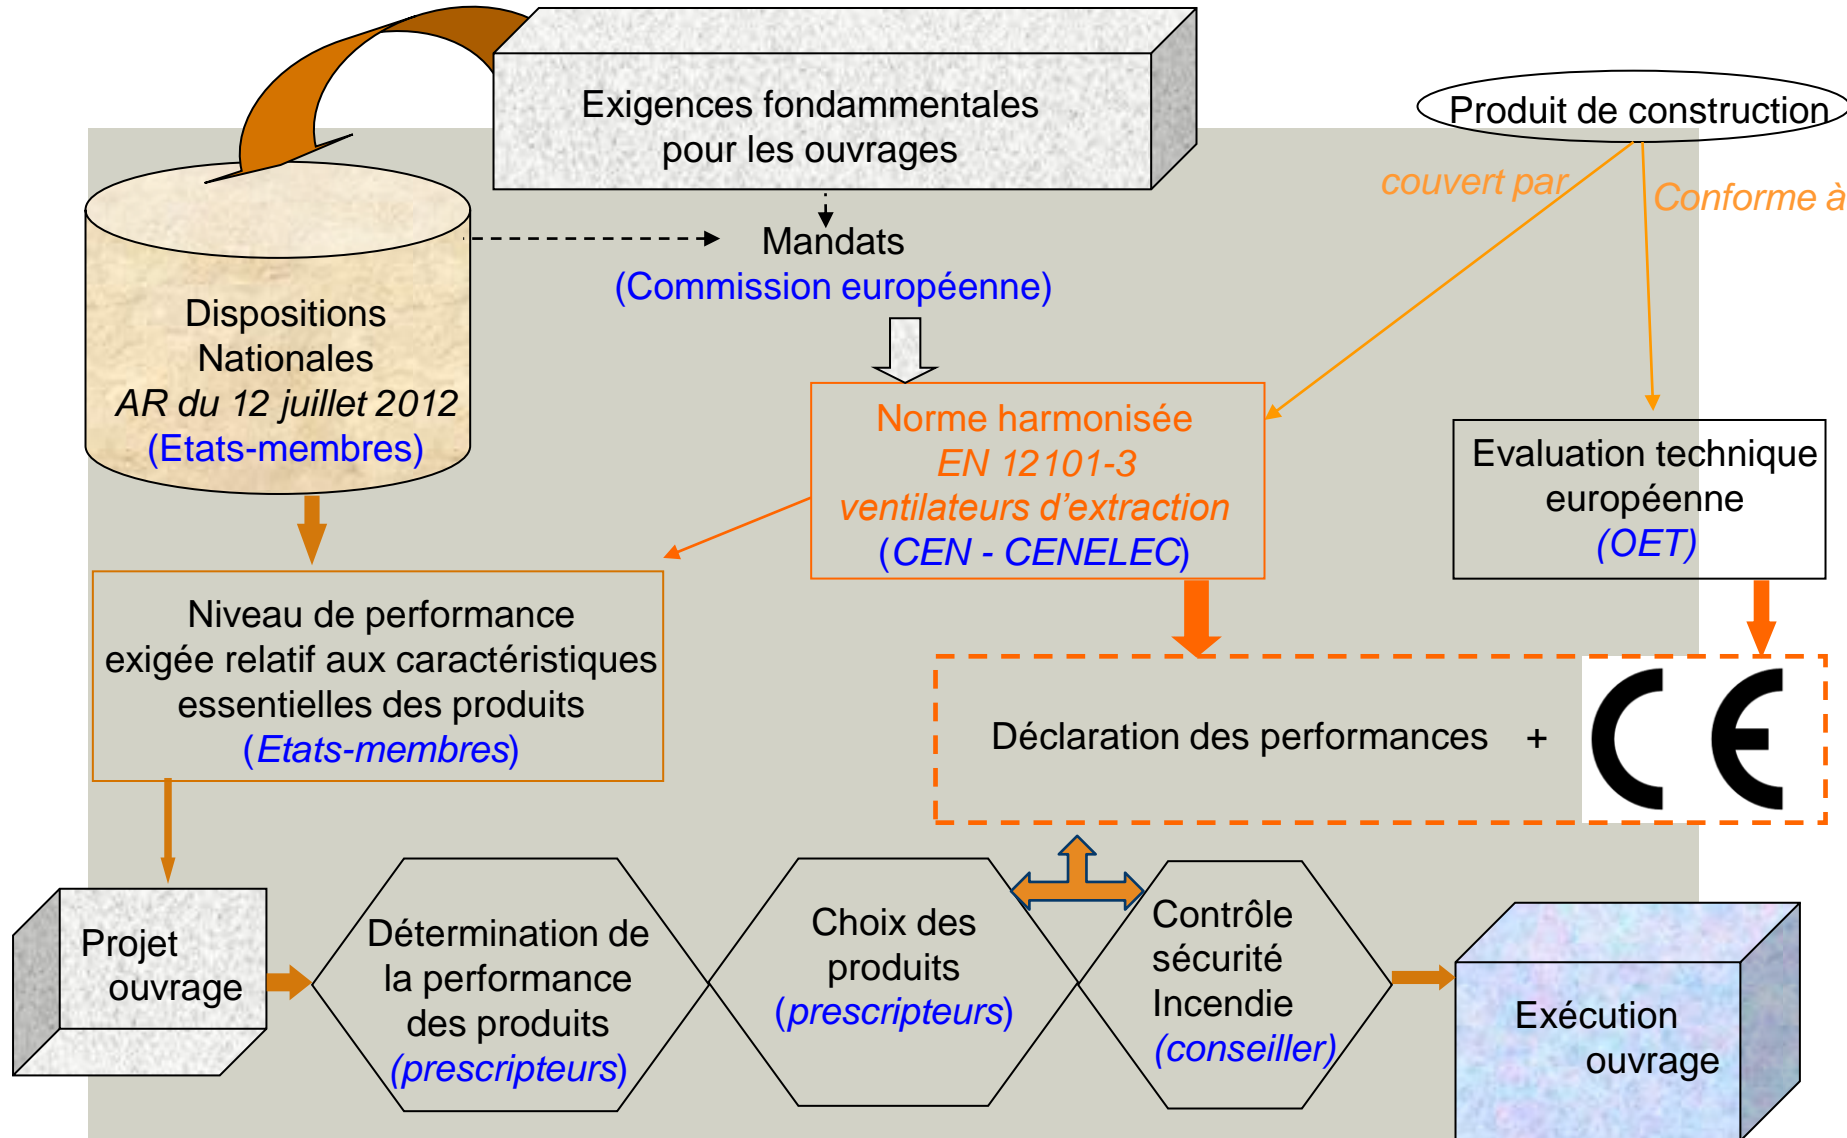 Exigences fondammentales
pour les ouvrages
Produit de construction
couvert par
Conforme à
Mandats
(Commission européenne)
Dispositions
Nationales
AR du 12 juillet 2012
(Etats-membres)
Norme harmonisée
EN 12101-3
ventilateurs d’extraction
(CEN - CENELEC)
Evaluation technique
européenne
(OET)
Niveau de performance
exigée relatif aux caractéristiques
essentielles des produits
(Etats-membres)
Déclaration des performances +
CE
Projet
ouvrage
Détermination de
la performance
des produits
(prescripteurs)
Choix des
produits
(prescripteurs)
Contrôle
sécurité
Incendie
(conseiller)
Exécution
ouvrage